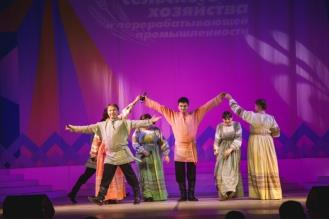 хозяйства
и перерабатывающей
промышленности